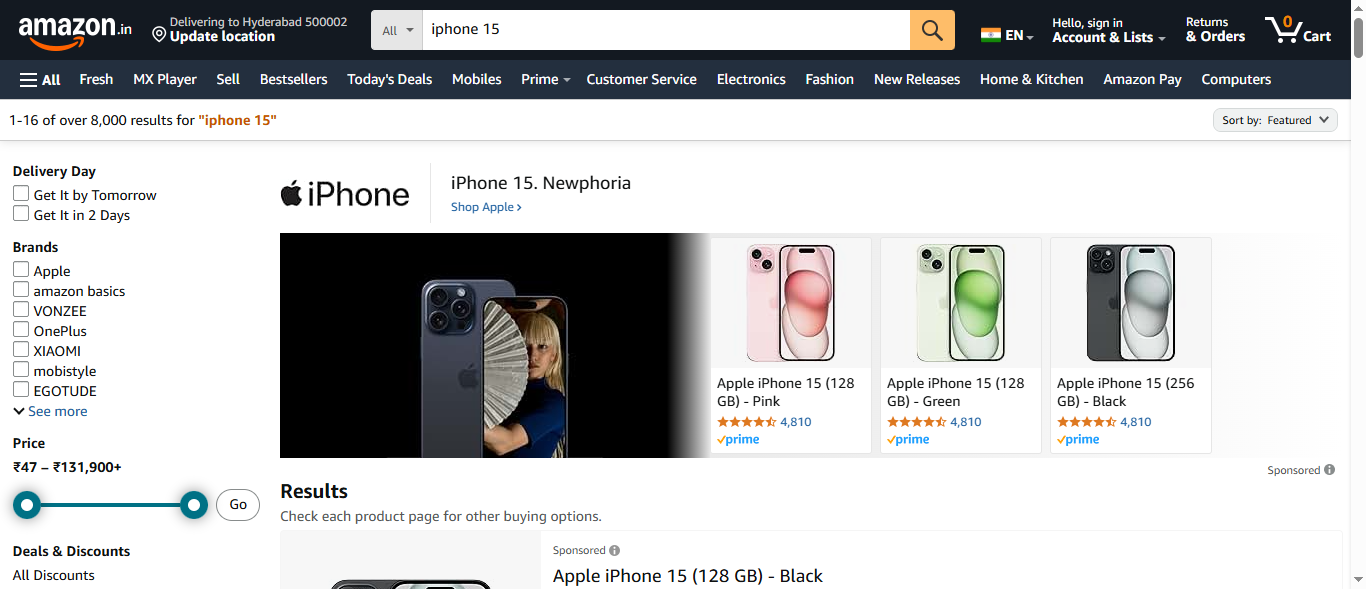 amazon.in
Delivering to Hyderabad 500002
Update location
All
iphone 15
EN
Hello, sign in
Account & Lists
Returns
& Orders
0
Cart
All Fresh MX Player Sell Bestsellers Today's Deals Mobiles Prime Customer Service Electronics Fashion New Releases Home & Kitchen Amazon Pay Computers
1-16 of over 8,000 results for "iphone 15"
Sort by: Featured
Delivery Day
Get It by Tomorrow
Get It in 2 Days
Brands
Apple
amazon basics
VONZEE
OnePlus
XIAOMI
mobistyle
EGOTUDE
See more
Price
₹47 – ₹131,900+
Go
Deals & Discounts
All Discounts
iPhone
iPhone 15. Newphoria
Shop Apple ›
Apple iPhone 15 (128
GB) - Pink
4,810
prime
Apple iPhone 15 (128
GB) - Green
4,810
prime
Apple iPhone 15 (256
GB) - Black
4,810
prime
Sponsored
Results
Check each product page for other buying options.
Sponsored
Apple iPhone 15 (128 GB) - Black